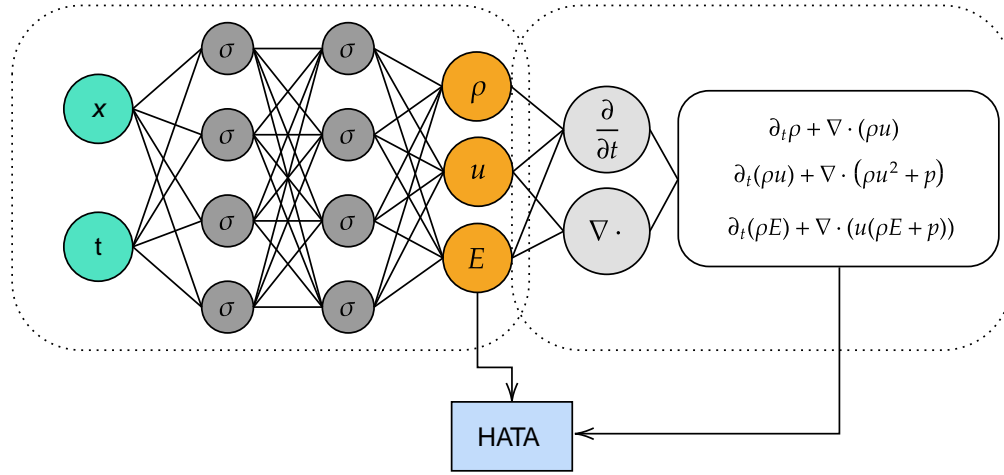 x
t
σ
σ
σ
σ
σ
σ
σ
σ
ρ
u
E
∂/∂t
∇·
∂ₜρ + ∇·(ρu)
∂ₜ(ρu) + ∇·(ρu² + p)
∂ₜ(ρE) + ∇·(u(ρE + p))
HATA